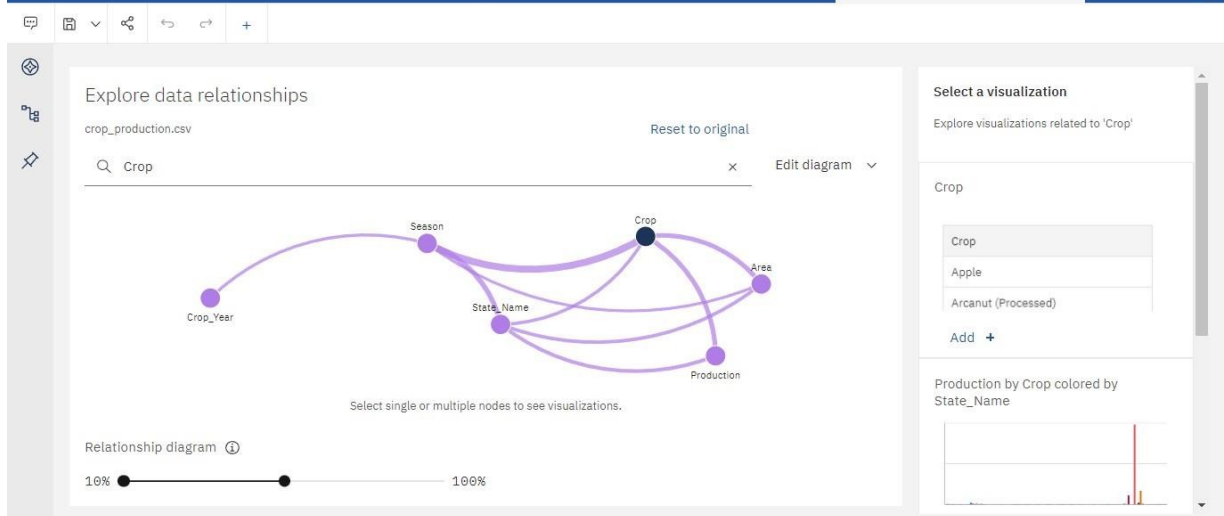 Explore data relationships
crop_production.csv
Reset to original
Crop
Edit diagram
Season
Crop
Area
Crop_Year
State_Name
Production
Select single or multiple nodes to see visualizations.
Relationship diagram
10%
100%
Select a visualization
Explore visualizations related to 'Crop'
Crop
Crop
Apple
Arcanut (Processed)
Add +
Production by Crop colored by
State_Name